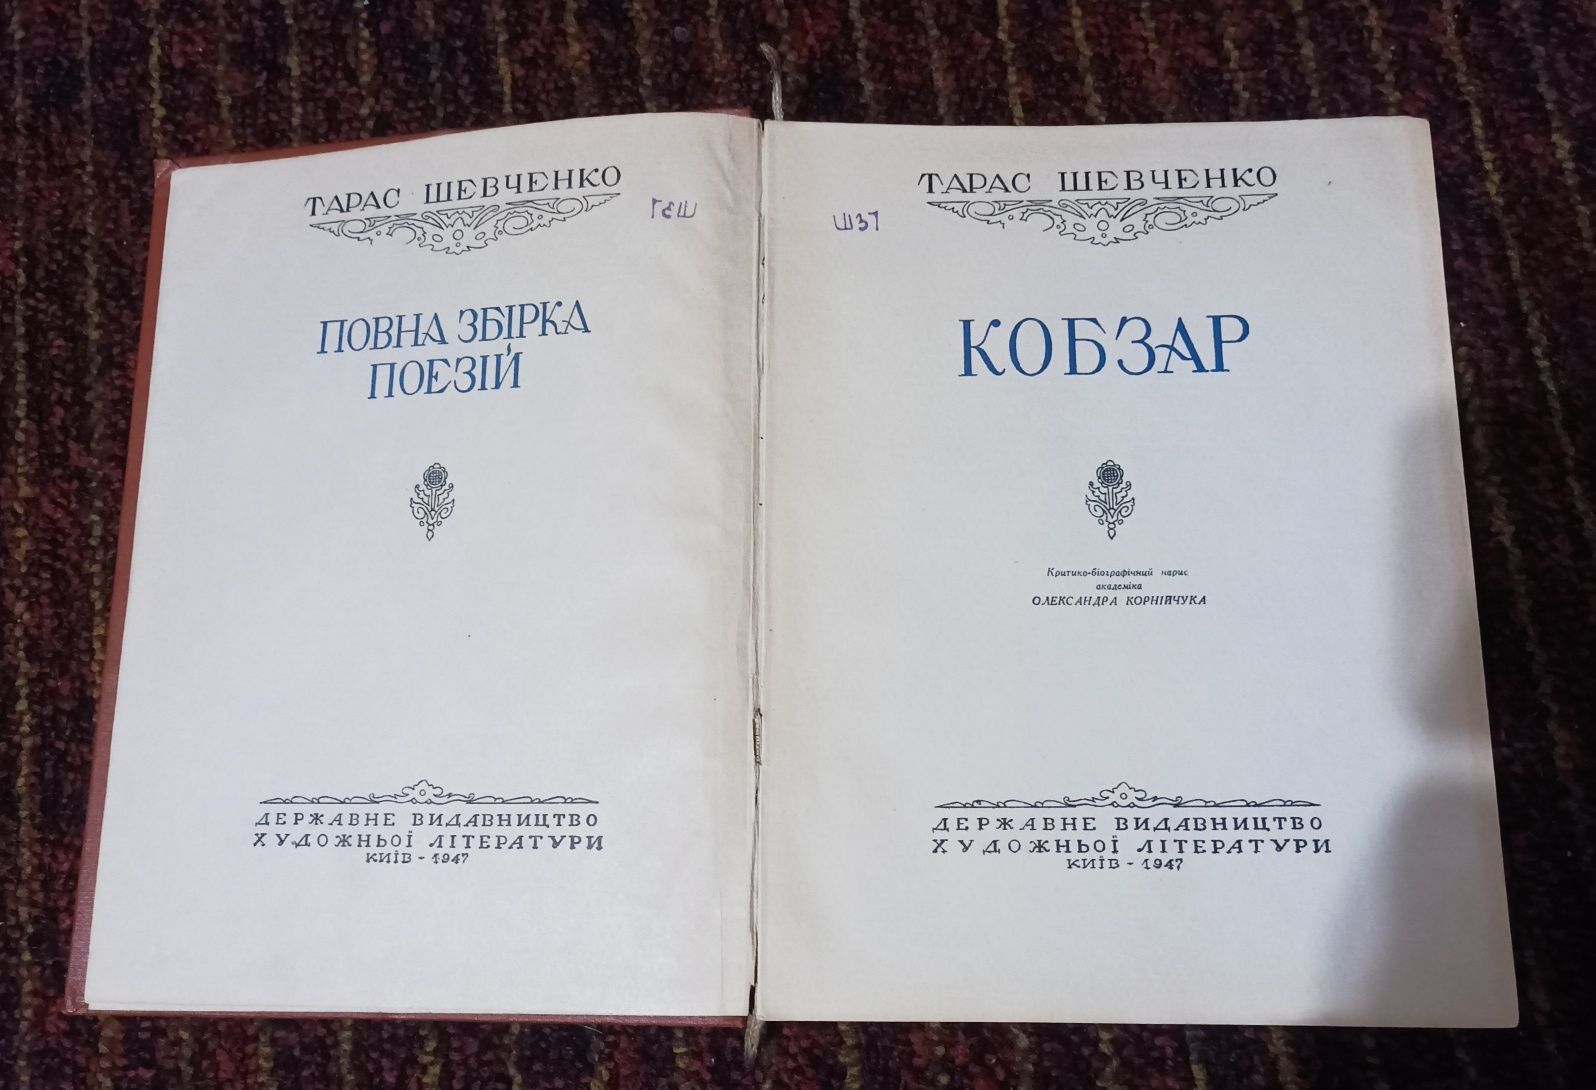 ТАРАС ШЕВЧЕНКО
ПОВНА ЗБІРКА
ПОЕЗІЙ
ДЕРЖАВНЕ ВИДАВНИЦТВО
ХУДОЖНЬОЇ ЛІТЕРАТУРИ
КИЇВ - 1947
ТАРАС ШЕВЧЕНКО
Ш37
КОБЗАР
Критико-біографічний нарис
академіка
ОЛЕКСАНДРА КОРНІЙЧУКА
ДЕРЖАВНЕ ВИДАВНИЦТВО
ХУДОЖНЬОЇ ЛІТЕРАТУРИ
КИЇВ - 1947